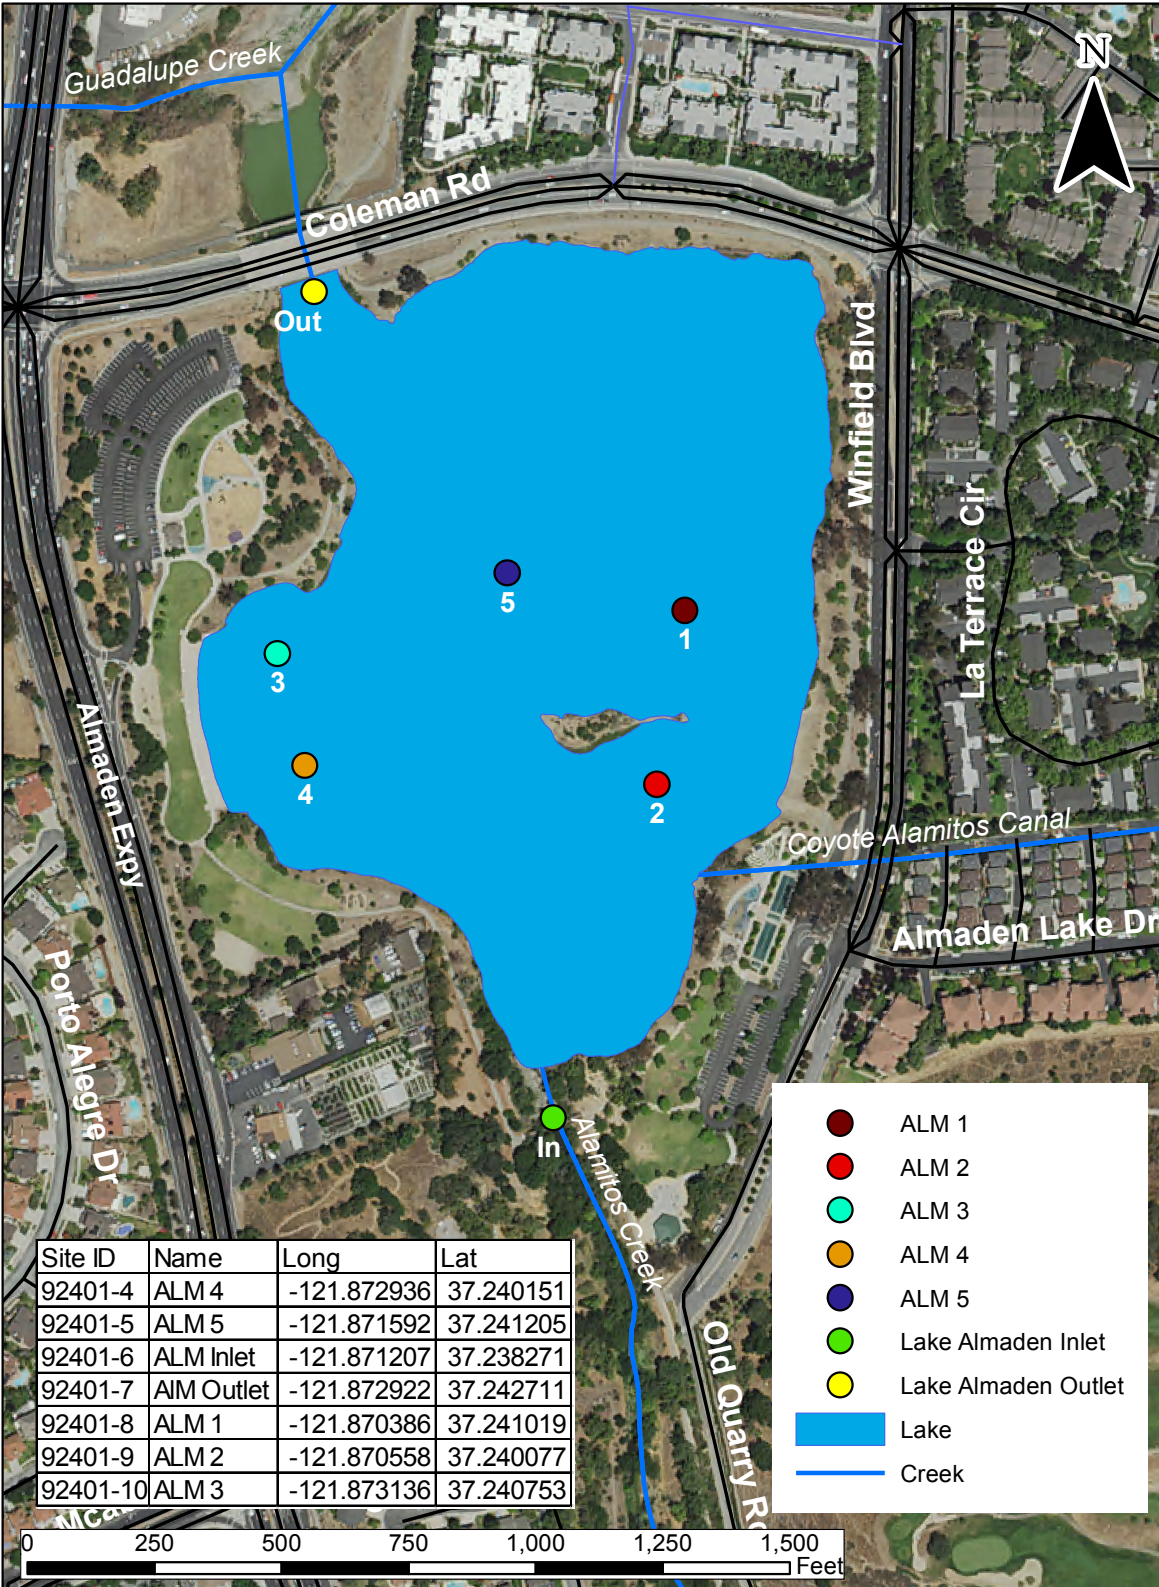 Guadalupe Creek
N
Coleman Rd
Out
Winfield Blvd
La Terrace Cir
5
1
3
4
2
Almaden Expy
Coyote Alamitos Canal
Almaden Lake Dr
Porto Alegre Dr
In
Alamitos Creek
Old Quarry Ro
ALM 1
ALM 2
ALM 3
ALM 4
ALM 5
Lake Almaden Inlet
Lake Almaden Outlet
Lake
Creek
Site ID Name Long Lat
92401-4 ALM 4 -121.872936 37.240151
92401-5 ALM 5 -121.871592 37.241205
92401-6 ALM Inlet -121.871207 37.238271
92401-7 AlM Outlet -121.872922 37.242711
92401-8 ALM 1 -121.870386 37.241019
92401-9 ALM 2 -121.870558 37.240077
92401-10 ALM 3 -121.873136 37.240753
0 250 500 750 1,000 1,250 1,500
Feet